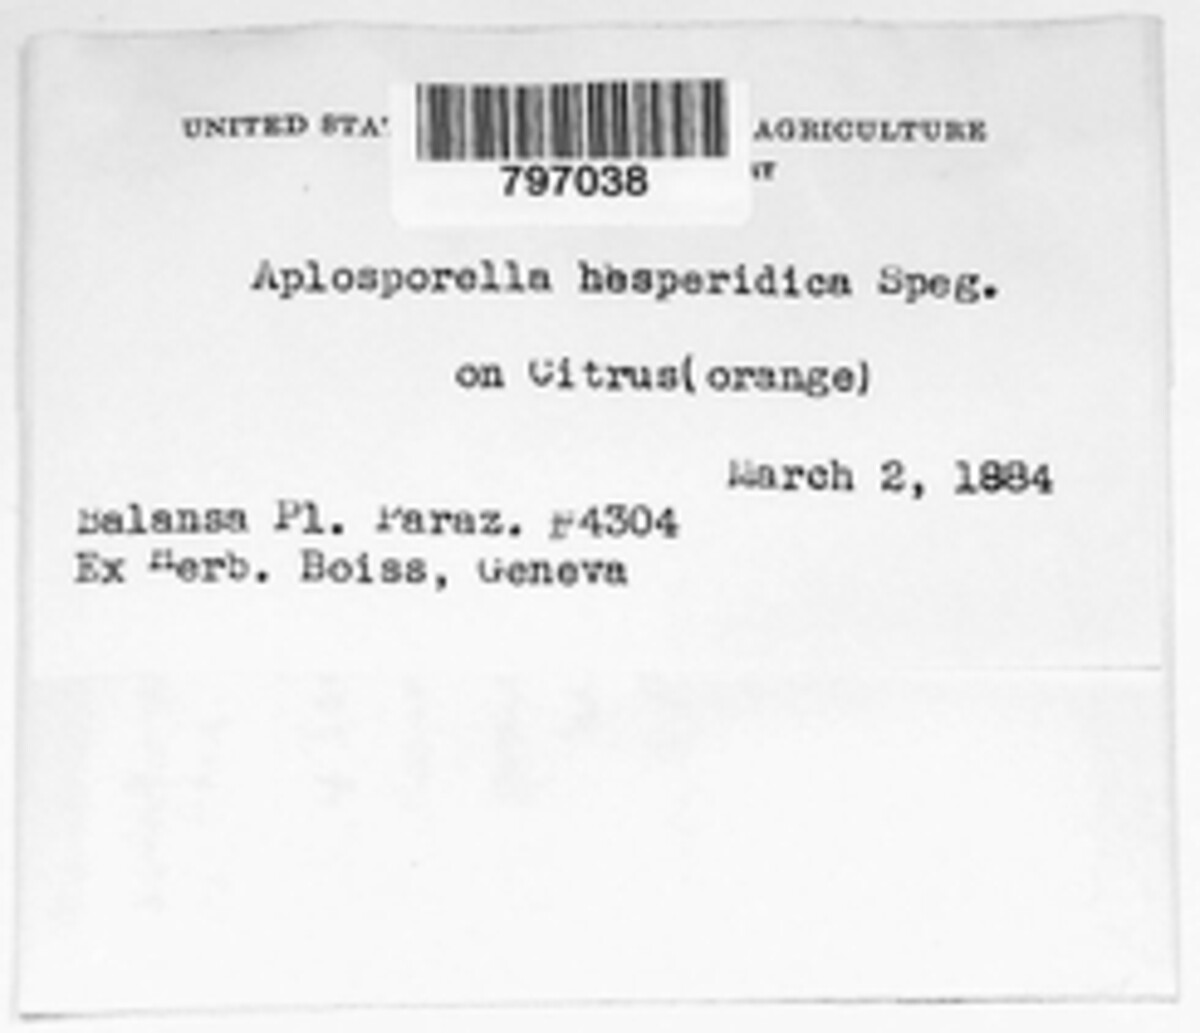 UNITED STA
AGRICULTURE
797038
Aplosporella hesperidica Speg.
on Citrus(orange)
March 2, 1884
Balansa Pl. Paraz. #4304
Ex Herb. Boiss, Geneva